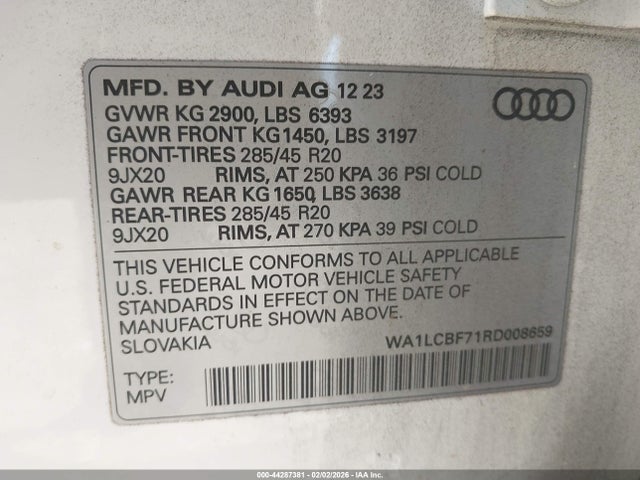 MFD. BY AUDI AG 12 23
GVWR KG 2900, LBS 6393
GAWR FRONT KG 1450, LBS 3197
FRONT-TIRES 285/45 R20
9JX20 RIMS, AT 250 KPA 36 PSI COLD
GAWR REAR KG 1650, LBS 3638
REAR-TIRES 285/45 R20
9JX20 RIMS, AT 270 KPA 39 PSI COLD
THIS VEHICLE CONFORMS TO ALL APPLICABLE
U.S. FEDERAL MOTOR VEHICLE SAFETY
STANDARDS IN EFFECT ON THE DATE OF
MANUFACTURE SHOWN ABOVE.
SLOVAKIA WA1LCBF71RD008659
TYPE:
MPV
000-44287381 - 02/02/2026 - IAA Inc.